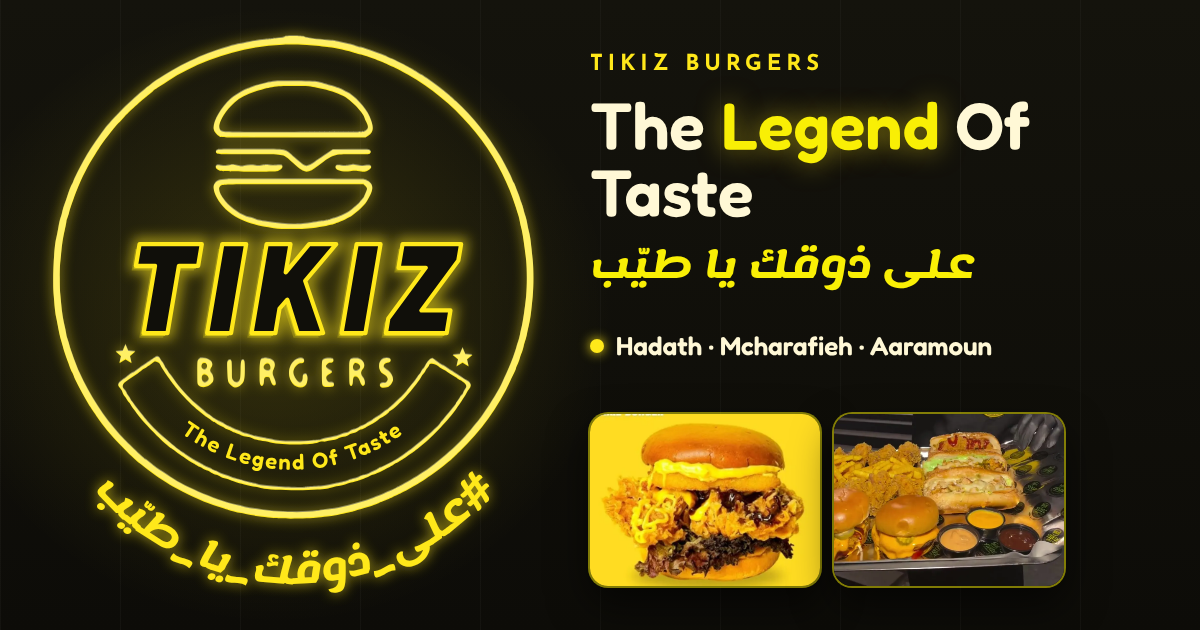 TIKIZ
BURGERS
The Legend Of Taste
#على_ذوقك_يا_طيّب
TIKIZ BURGERS
The Legend Of
Taste
على ذوقك يا طيّب
Hadath · Mcharafieh · Aaramoun